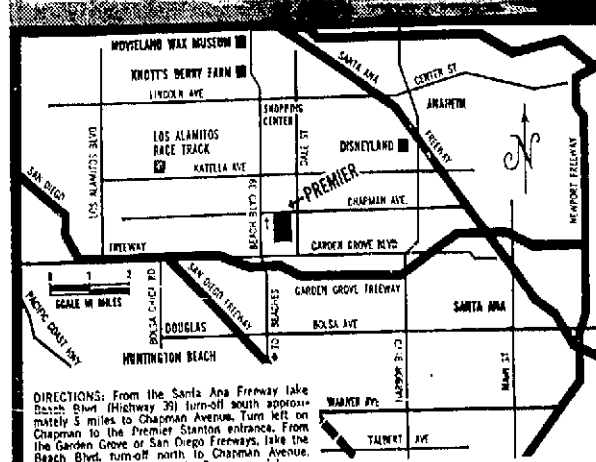 MOVIELAND WAX MUSEUM
KNOTT'S BERRY FARM
LINCOLN AVE
SANTA ANA
CENTER ST
ANAHEIM
SHOPPING
CENTER
LOS ALAMITOS
RACE TRACK
KATELLA AVE
DALE ST
DISNEYLAND
FREEWAY
N
NEWPORT FREEWAY
LOS ALAMITOS BLVD
SAN DIEGO
BEACH BLVD 39
PREMIER
CHAPMAN AVE.
FREEWAY
GARDEN GROVE BLVD
0 1 2
SCALE IN MILES
PACIFIC COAST HWY
BOLSA CHICA RD
SAN DIEGO FREEWAY
TO BEACHES
GARDEN GROVE FREEWAY
SANTA ANA
DOUGLAS
BOLSA AVE
HUNTINGTON BEACH
HARBOR BLVD
MAIN ST
WARNER AVE
TALBERT AVE
DIRECTIONS: From the Santa Ana Freeway take
Beach Blvd (Highway 39) turn-off south approxi-
mately 5 miles to Chapman Avenue. Turn left on
Chapman to the Premier Stanton entrance. From
the Garden Grove or San Diego Freeways, take the
Beach Blvd. turn-off north to Chapman Avenue.